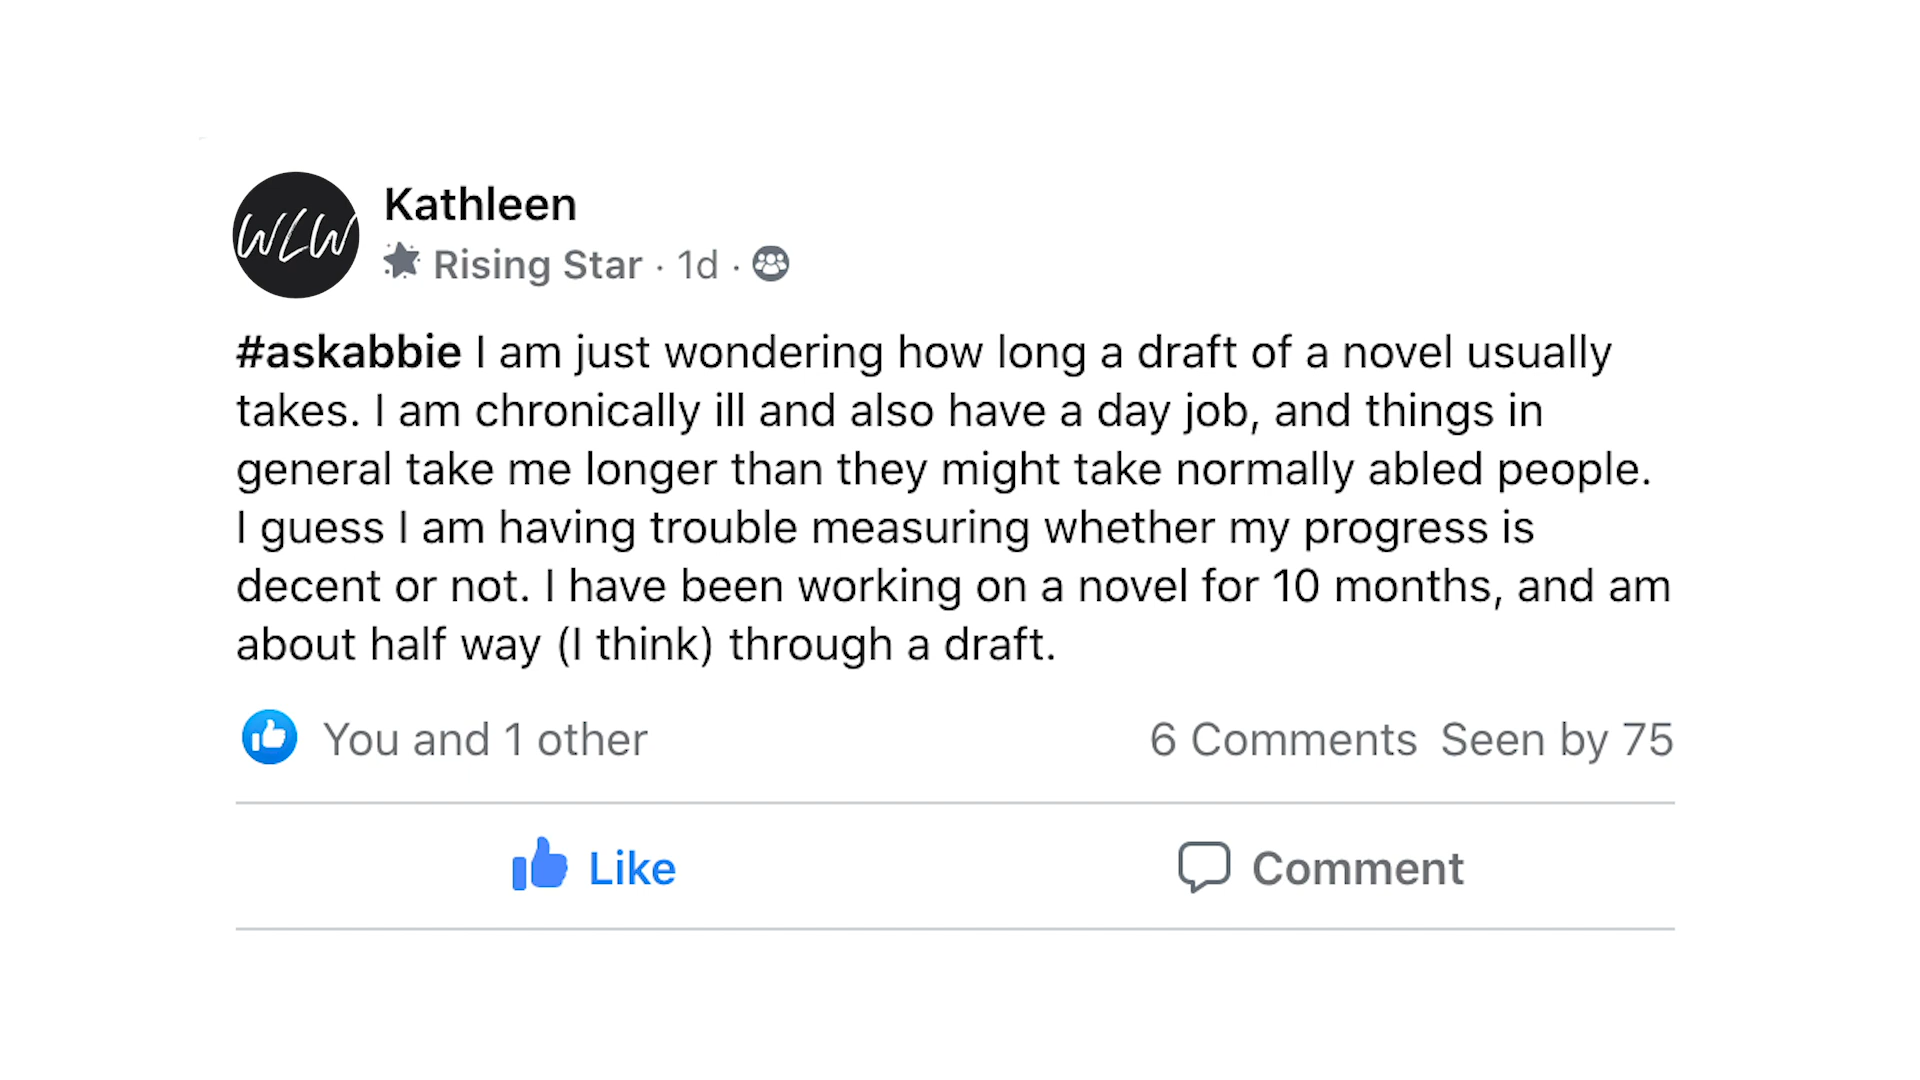 WLW
Kathleen
Rising Star · 1d ·
#askabbie I am just wondering how long a draft of a novel usually
takes. I am chronically ill and also have a day job, and things in
general take me longer than they might take normally abled people.
I guess I am having trouble measuring whether my progress is
decent or not. I have been working on a novel for 10 months, and am
about half way (I think) through a draft.
You and 1 other
6 Comments Seen by 75
Like
Comment